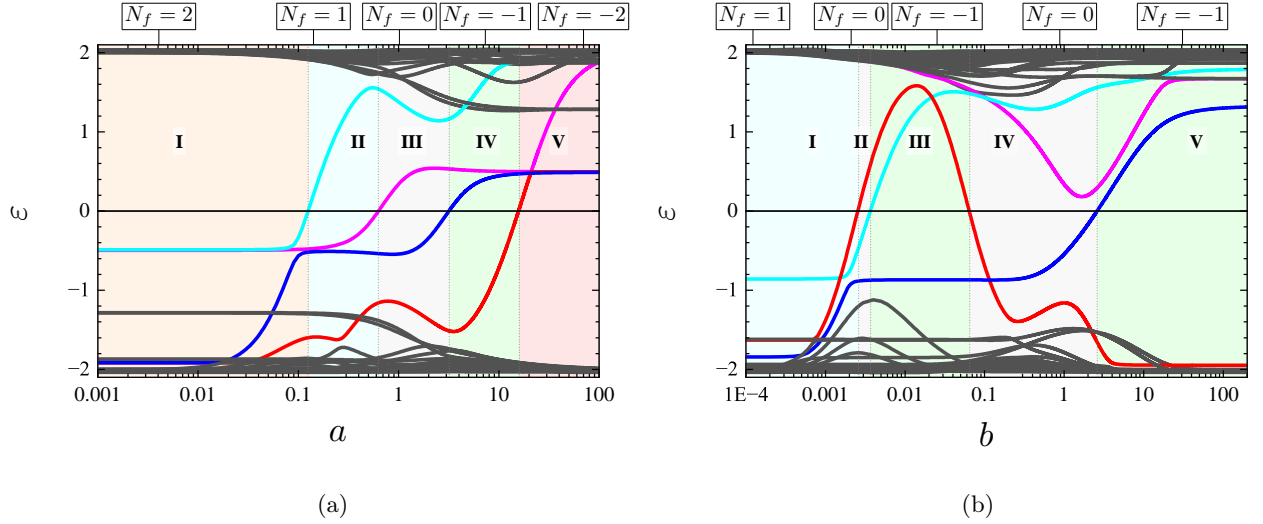 N_f = 2 N_f = 1 N_f = 0 N_f = −1 N_f = −2
2
1
0
−1
−2
ε
I II III IV V
0.001 0.01 0.1 1 10 100
a
(a)
N_f = 1 N_f = 0 N_f = −1 N_f = 0 N_f = −1
2
1
0
−1
−2
ε
I II III IV V
1E−4 0.001 0.01 0.1 1 10 100
b
(b)